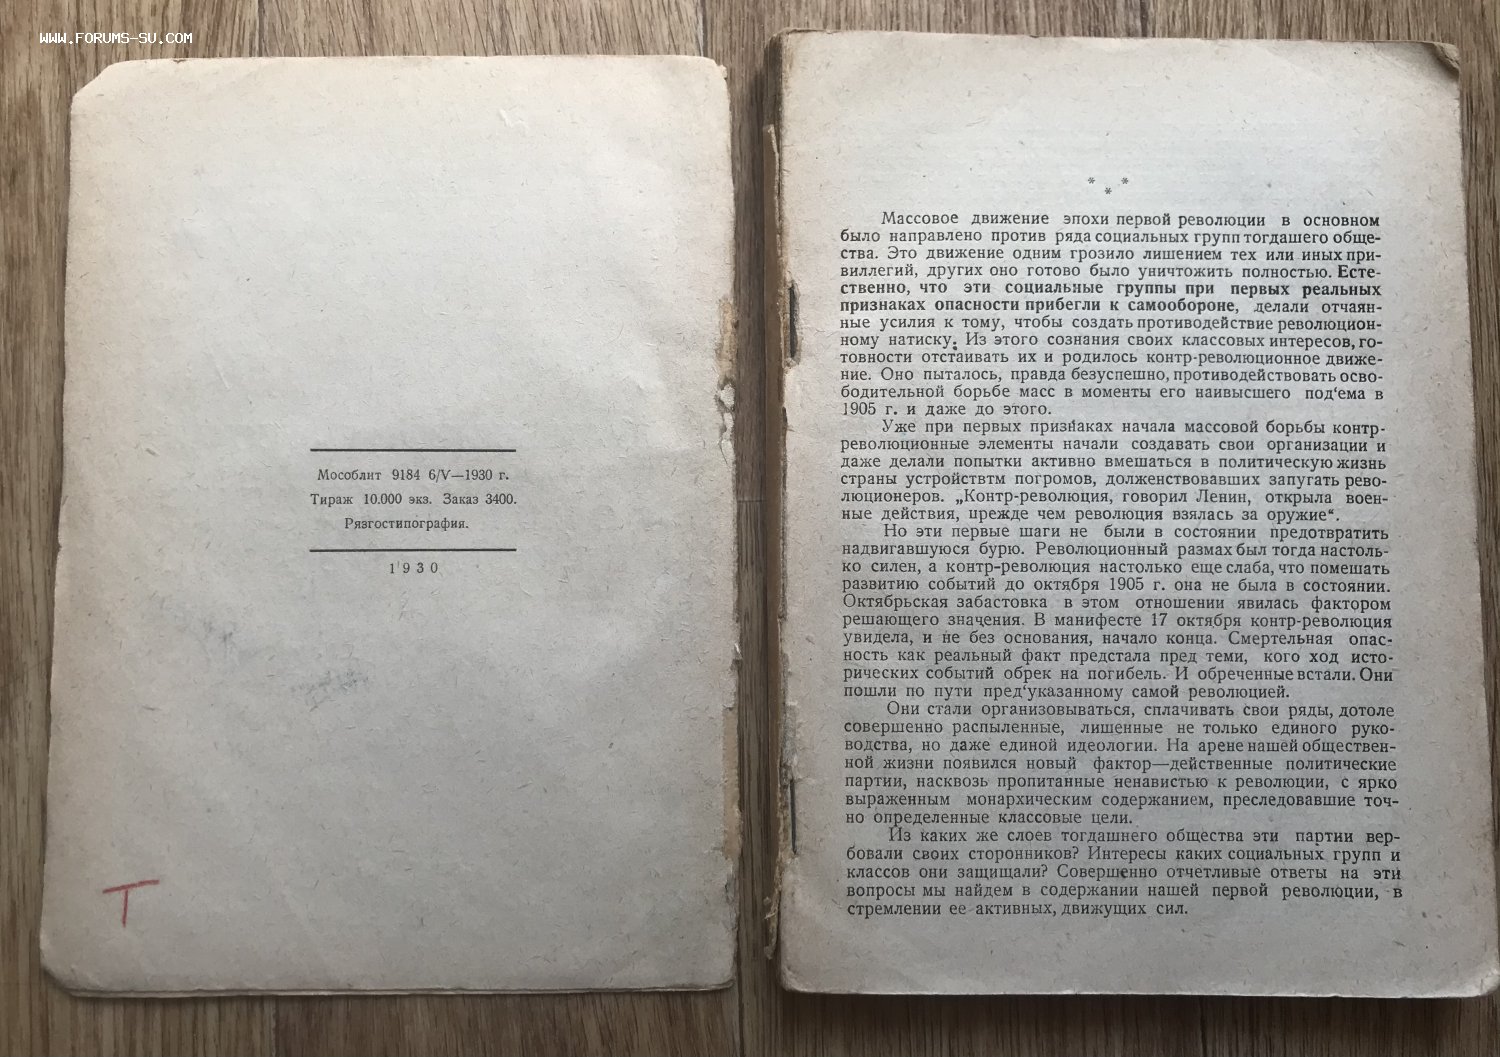 WWW.FORUMS-SU.COM
Мособлит 9184 6/V—1930 г.
Тираж 10.000 экз. Заказ 3400.
Рязгостипография.
1930
Т
* * *
Массовое движение эпохи первой революции в основном
было направлено против ряда социальных групп тогдашего обще-
ства. Это движение одним грозило лишением тех или иных при-
виллегий, других оно готово было уничтожить полностью. Есте-
ственно, что эти социальные группы при первых реальных
признаках опасности прибегли к самообороне, делали отчаян-
ные усилия к тому, чтобы создать противодействие революцион-
ному натиску. Из этого сознания своих классовых интересов, го-
товности отстаивать их и родилось контр-революционное движе-
ние. Оно пыталось, правда безуспешно, противодействовать осво-
бодительной борьбе масс в моменты его наивысшего под‘ема в
1905 г. и даже до этого.
Уже при первых признаках начала массовой борьбы контр-
революционные элементы начали создавать свои организации и
даже делали попытки активно вмешаться в политическую жизнь
страны устройствтм погромов, долженствовавших запугать рево-
люционеров. „Контр-революция, говорил Ленин, открыла воен-
ные действия, прежде чем революция взялась за оружие“.
Но эти первые шаги не были в состоянии предотвратить
надвигавшуюся бурю. Революционный размах был тогда настоль-
ко силен, а контр-революция настолько еще слаба, что помешать
развитию событий до октября 1905 г. она не была в состоянии.
Октябрьская забастовка в этом отношении явилась фактором
решающего значения. В манифесте 17 октября контр-революция
увидела, и не без основания, начало конца. Смертельная опас-
ность как реальный факт предстала пред теми, кого ход исто-
рических событий обрек на погибель. И обреченные встали. Они
пошли по пути пред‘указанному самой революцией.
Они стали организовываться, сплачивать свои ряды, дотоле
совершенно распыленные, лишенные не только единого руко-
водства, но даже единой идеологии. На арене нашей обществен-
ной жизни появился новый фактор—действенные политические
партии, насквозь пропитанные ненавистью к революции, с ярко
выраженным монархическим содержанием, преследовавшие точ-
но определенные классовые цели.
Из каких же слоев тогдашнего общества эти партии вер-
бовали своих сторонников? Интересы каких социальных групп и
классов они защищали? Совершенно отчетливые ответы на эти
вопросы мы найдем в содержании нашей первой революции, в
стремлении ее активных, движущих сил.